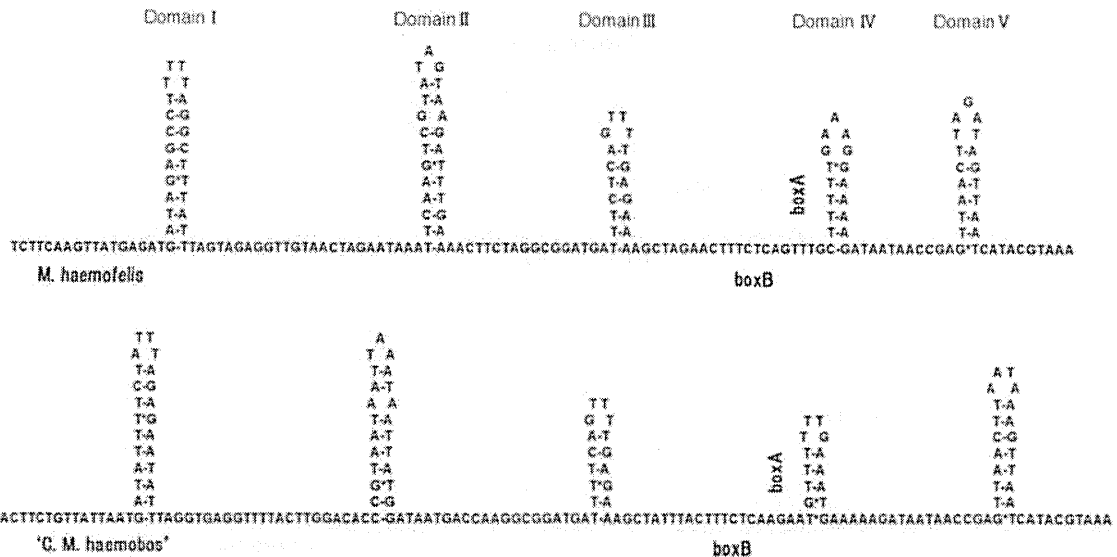 Domain I Domain II Domain III Domain IV Domain V
A
T T T G
T T A-T G
T-A T-A T T A A A
C-G G A G T A A T T
C-G C-G A-T G G T-A
G-C T-A C-G T*G C-G
A-T G*T T-A T-A A-T
G*T A-T C-G T-A T-A
A-T C-G T-A T-A T-A
T-A T-A T-A T-A
A-T
boxA
TCTTCAAGTTATGAGATG-TTAGTAGAGGTTGTAACTAGAATAAAT-AAACTTCTAGGCGGATGAT-AAGCTAGAACTTTCTCAGTTTGC-GATAATAACCGAG*TCATACGTAAA
M. haemofelis boxB
TT A
A T T A
T-A T-A A T
C-G A-T A A
T-A A A T T T-A
T*G T-A G T T T T-A
T-A A-T A-T T G C-G
T-A T-A C-G T-A A-T
A-T G*T T-A T-A T-A
T-A C-G T*G G*T T-A
A-T T-A
boxA
ACTTCTGTTATTAATG-TTAGGTGAGGTTTTACTTGGACACC-GATAATGACCAAGGCGGATGAT-AAGCTATTTACTTTCTCAAGAAT*GAAAAAGATAATAACCGAG*TCATACGTAAA
'C. M. haemobos' boxB